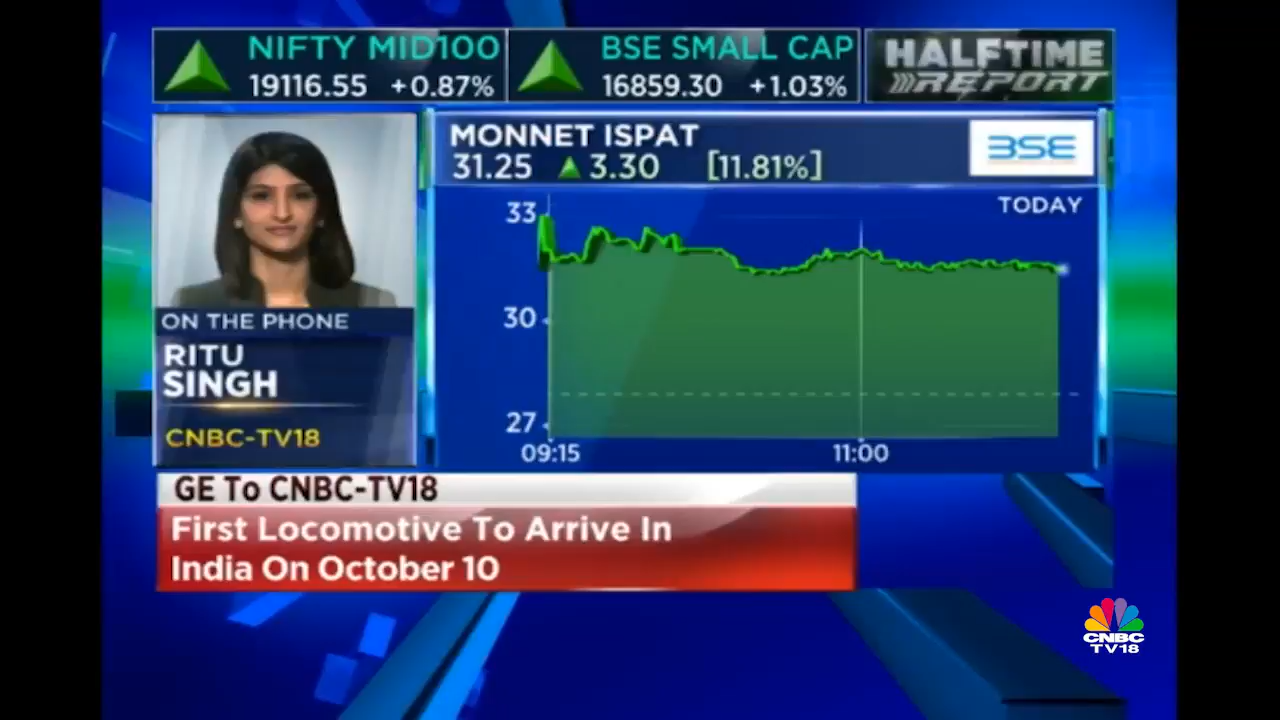 NIFTY MID100
19116.55 +0.87%
BSE SMALL CAP
16859.30 +1.03%
HALFTIME
REPORT
MONNET ISPAT
31.25 3.30 [11.81%]
BSE
TODAY
33
30
27
09:15 11:00
ON THE PHONE
RITU
SINGH
CNBC-TV18
GE To CNBC-TV18
First Locomotive To Arrive In
India On October 10
CNBC
TV18